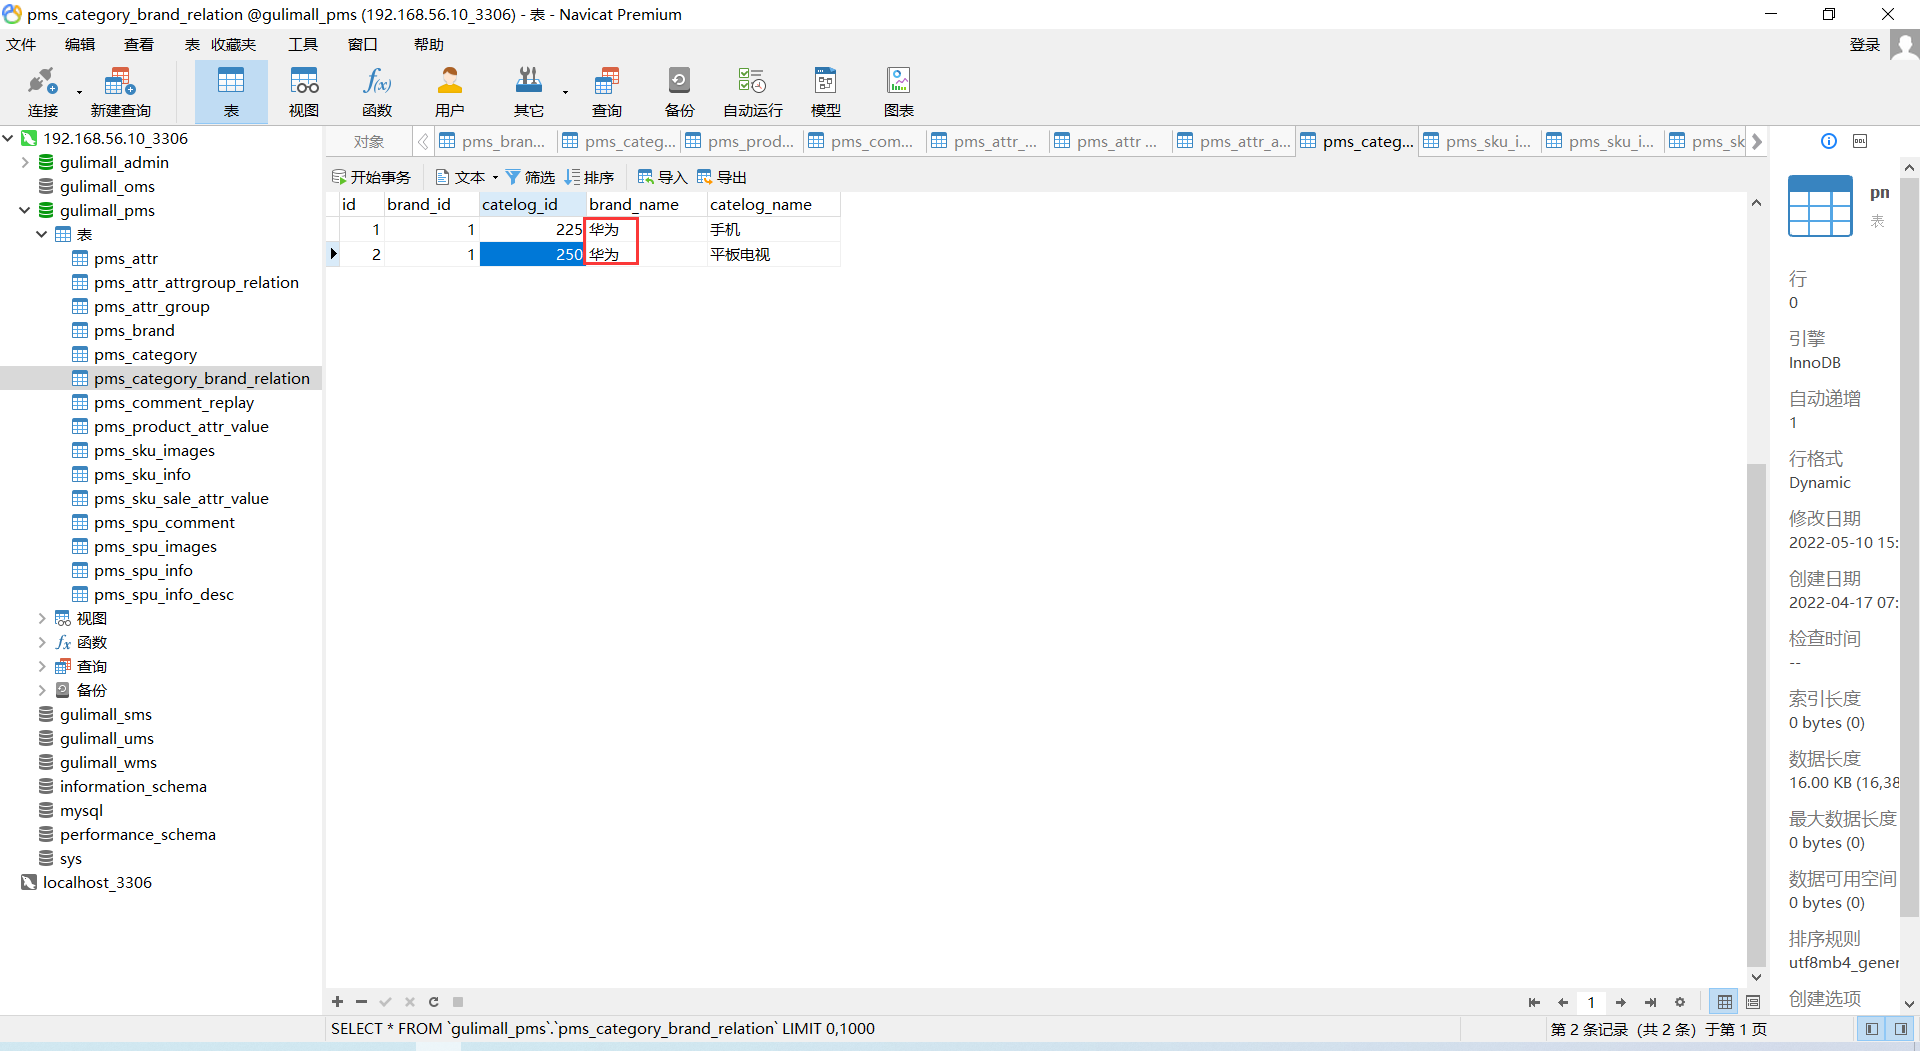 pms_category_brand_relation @gulimall_pms (192.168.56.10_3306) - 表 - Navicat Premium
文件 编辑 查看 表 收藏夹 工具 窗口 帮助 登录
连接 新建查询 表 视图 函数 用户 其它 查询 备份 自动运行 模型 图表
192.168.56.10_3306
gulimall_admin
gulimall_oms
gulimall_pms
表
pms_attr
pms_attr_attrgroup_relation
pms_attr_group
pms_brand
pms_category
pms_category_brand_relation
pms_comment_replay
pms_product_attr_value
pms_sku_images
pms_sku_info
pms_sku_sale_attr_value
pms_spu_comment
pms_spu_images
pms_spu_info
pms_spu_info_desc
视图
fx 函数
查询
备份
gulimall_sms
gulimall_ums
gulimall_wms
information_schema
mysql
performance_schema
sys
localhost_3306
对象 pms_bran... pms_categ... pms_prod... pms_com... pms_attr_... pms_attr ... pms_attr_a... pms_categ... pms_sku_i... pms_sku_i... pms_sk
开始事务 文本 筛选 排序 导入 导出
id brand_id catelog_id brand_name catelog_name
1 1 225 华为 手机
2 1 250 华为 平板电视
pn
表
行
0
引擎
InnoDB
自动递增
1
行格式
Dynamic
修改日期
2022-05-10 15:
创建日期
2022-04-17 07:
检查时间
--
索引长度
0 bytes (0)
数据长度
16.00 KB (16,38
最大数据长度
0 bytes (0)
数据可用空间
0 bytes (0)
排序规则
utf8mb4_gener
创建选项
1
SELECT * FROM `gulimall_pms`.`pms_category_brand_relation` LIMIT 0,1000
第 2 条记录 (共 2 条) 于第 1 页